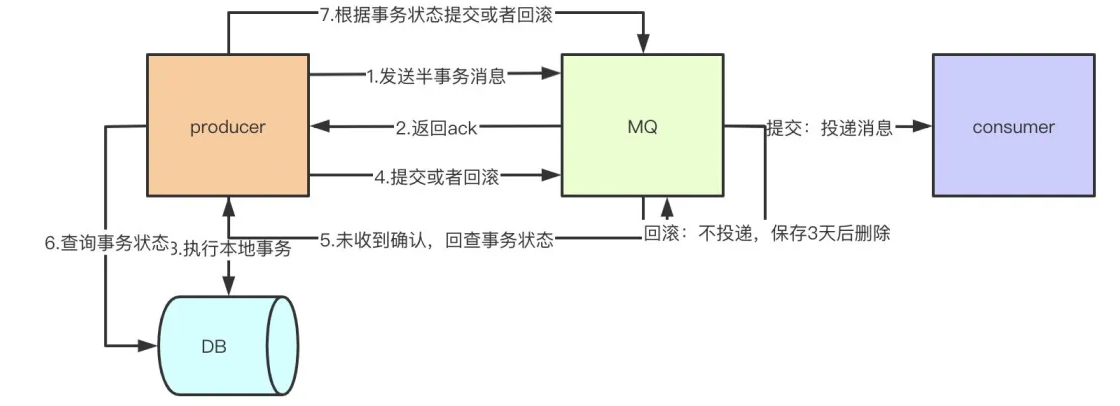 7.根据事务状态提交或者回滚
1.发送半事务消息
producer
2.返回ack
MQ
提交：投递消息
consumer
4.提交或者回滚
6.查询事务状态
3.执行本地事务
5.未收到确认，回查事务状态
回滚：不投递，保存3天后删除
DB